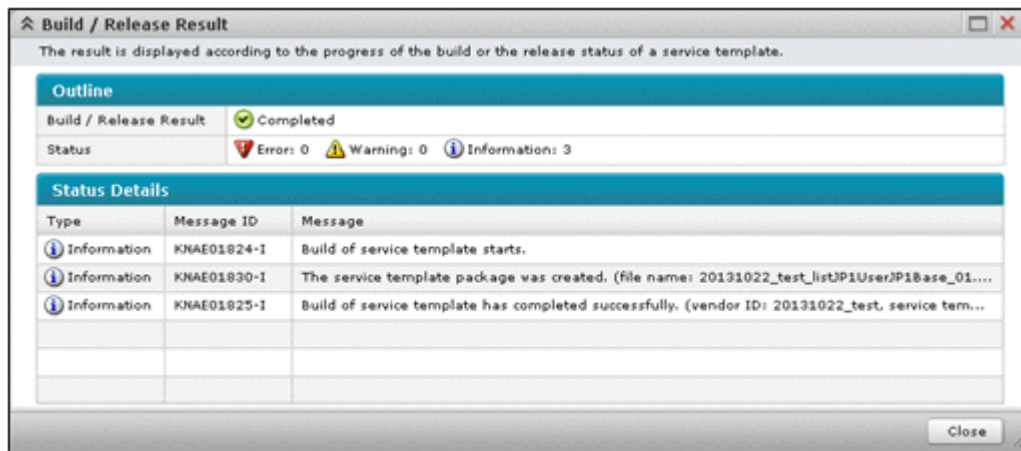 Build / Release Result
The result is displayed according to the progress of the build or the release status of a service template.
Outline
Build / Release Result Completed
Status Error: 0 Warning: 0 Information: 3
Status Details
Type Message ID Message
Information KNAE01824-I Build of service template starts.
Information KNAE01830-I The service template package was created. (file name: 20131022_test_listJP1UserJP1Base_01....
Information KNAE01825-I Build of service template has completed successfully. (vendor ID: 20131022_test, service tem...
Close